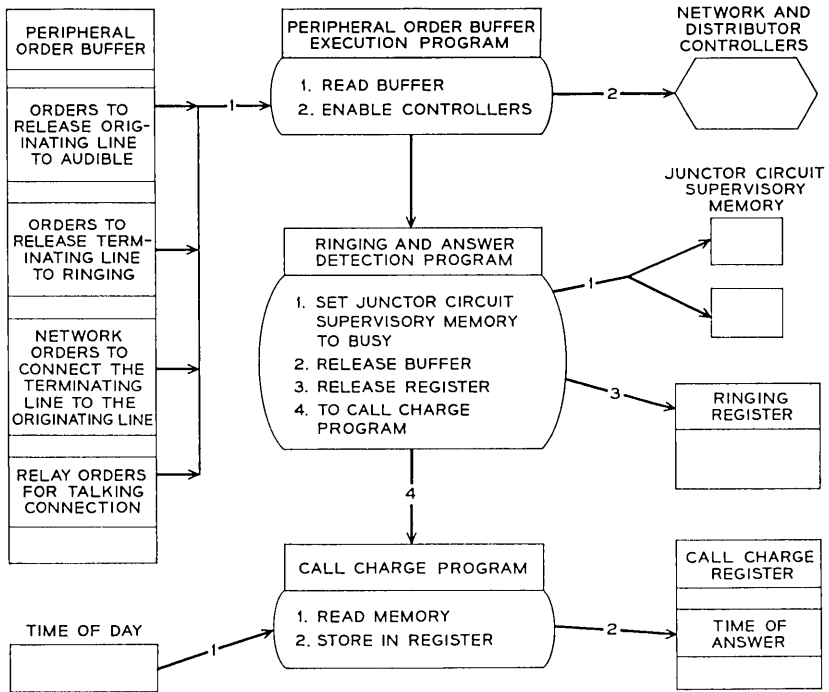 PERIPHERAL
ORDER BUFFER
ORDERS TO
RELEASE ORIG-
INATING LINE
TO AUDIBLE
ORDERS TO
RELEASE TERM-
INATING LINE
TO RINGING
NETWORK
ORDERS TO
CONNECT THE
TERMINATING
LINE TO THE
ORIGINATING LINE
RELAY ORDERS
FOR TALKING
CONNECTION
TIME OF DAY
1
1
PERIPHERAL ORDER BUFFER
EXECUTION PROGRAM
1. READ BUFFER
2. ENABLE CONTROLLERS
2
NETWORK AND
DISTRIBUTOR
CONTROLLERS
RINGING AND ANSWER
DETECTION PROGRAM
1. SET JUNCTOR CIRCUIT
SUPERVISORY MEMORY
TO BUSY
2. RELEASE BUFFER
3. RELEASE REGISTER
4. TO CALL CHARGE
PROGRAM
1
JUNCTOR CIRCUIT
SUPERVISORY
MEMORY
3
RINGING
REGISTER
4
CALL CHARGE PROGRAM
1. READ MEMORY
2. STORE IN REGISTER
2
CALL CHARGE
REGISTER
TIME OF
ANSWER